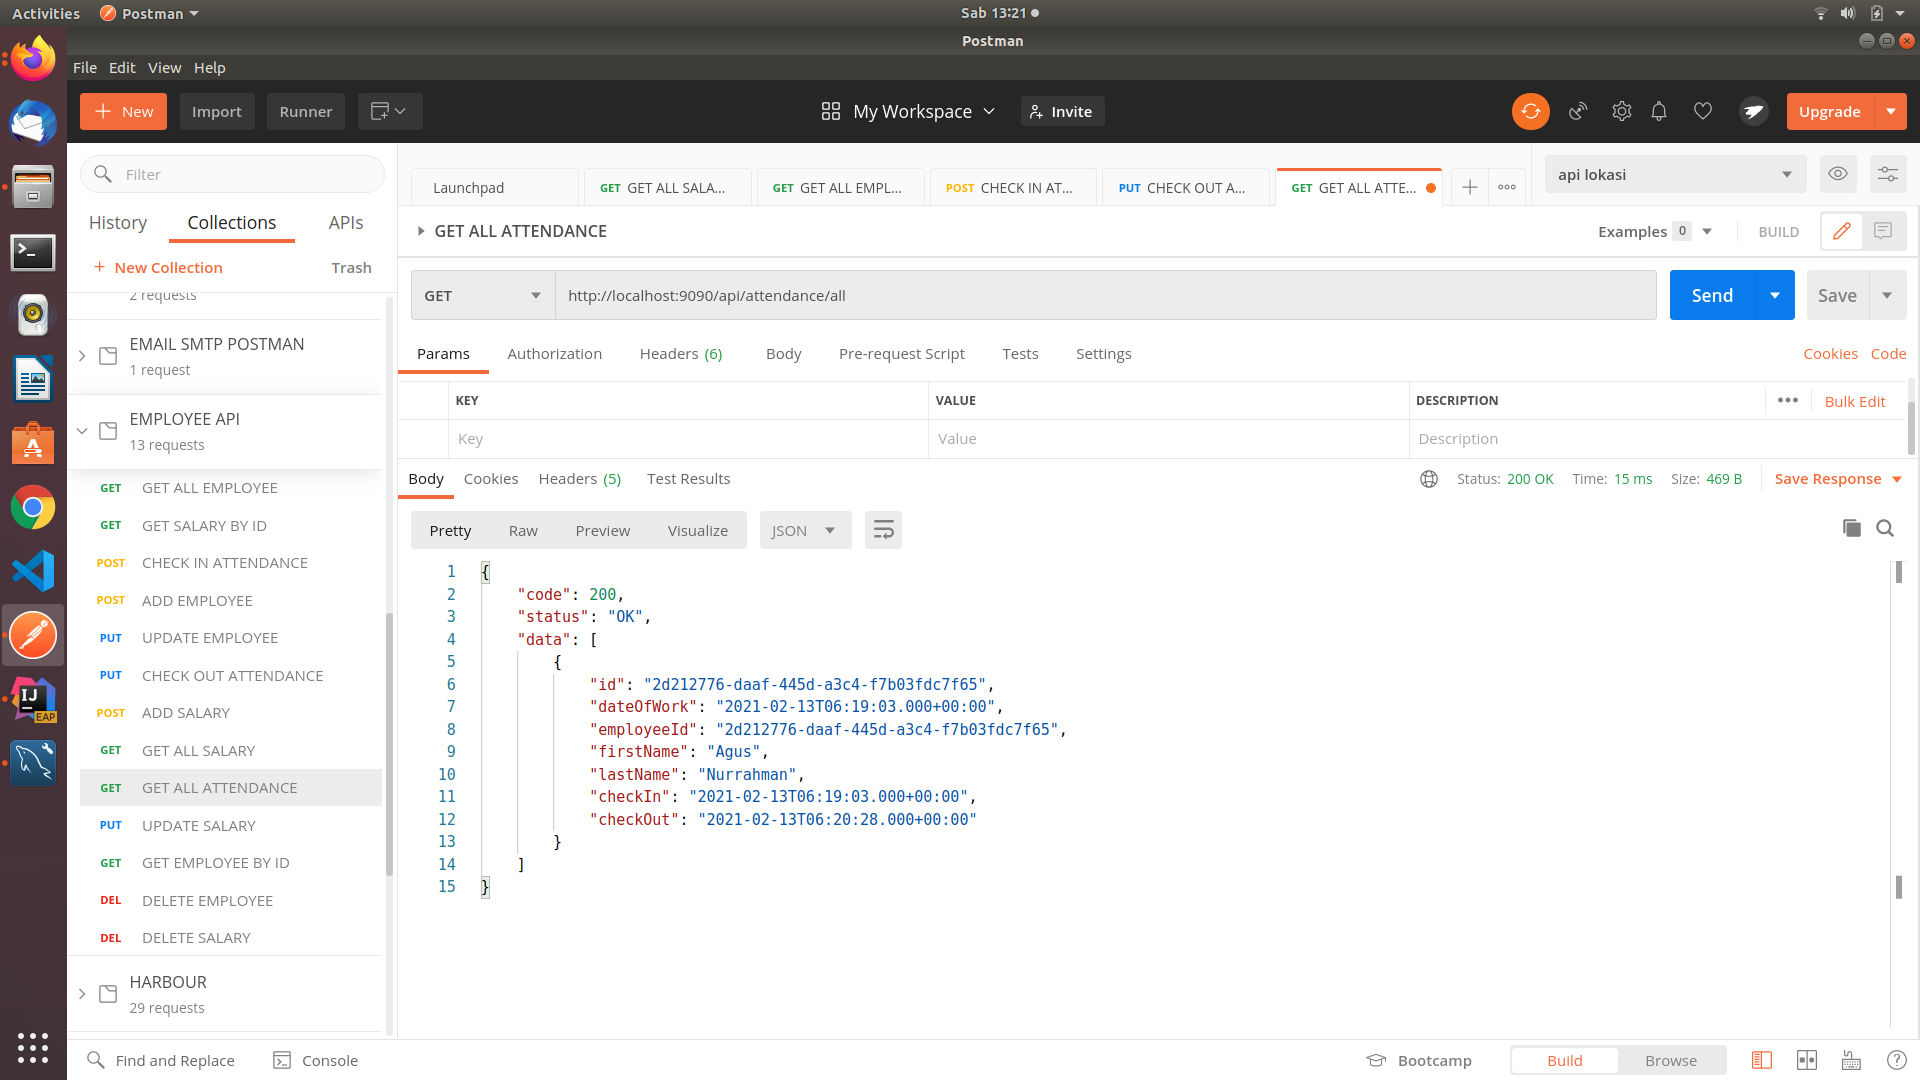 Activities
Postman
Sab 13:21
Postman
File Edit View Help
New
Import
Runner
My Workspace
Invite
Upgrade
Filter
History
Collections
APIs
New Collection
Trash
2 requests
EMAIL SMTP POSTMAN
1 request
EMPLOYEE API
13 requests
GET GET ALL EMPLOYEE
GET GET SALARY BY ID
POST CHECK IN ATTENDANCE
POST ADD EMPLOYEE
PUT UPDATE EMPLOYEE
PUT CHECK OUT ATTENDANCE
POST ADD SALARY
GET GET ALL SALARY
GET GET ALL ATTENDANCE
PUT UPDATE SALARY
GET GET EMPLOYEE BY ID
DEL DELETE EMPLOYEE
DEL DELETE SALARY
HARBOUR
29 requests
IJ
EAP
Launchpad
GET GET ALL SALA...
GET GET ALL EMPL...
POST CHECK IN AT...
PUT CHECK OUT A...
GET GET ALL ATTE...
api lokasi
GET ALL ATTENDANCE
Examples 0
BUILD
GET
http://localhost:9090/api/attendance/all
Send
Save
Params Authorization Headers (6) Body Pre-request Script Tests Settings
Cookies Code
KEY VALUE DESCRIPTION
Bulk Edit
Key Value Description
Body Cookies Headers (5) Test Results
Status: 200 OK Time: 15 ms Size: 469 B
Save Response
Pretty Raw Preview Visualize JSON
1 {
2 "code": 200,
3 "status": "OK",
4 "data": [
5 {
6 "id": "2d212776-daaf-445d-a3c4-f7b03fdc7f65",
7 "dateOfWork": "2021-02-13T06:19:03.000+00:00",
8 "employeeId": "2d212776-daaf-445d-a3c4-f7b03fdc7f65",
9 "firstName": "Agus",
10 "lastName": "Nurrahman",
11 "checkIn": "2021-02-13T06:19:03.000+00:00",
12 "checkOut": "2021-02-13T06:20:28.000+00:00"
13 }
14 ]
15 }
Find and Replace
Console
Bootcamp
Build
Browse